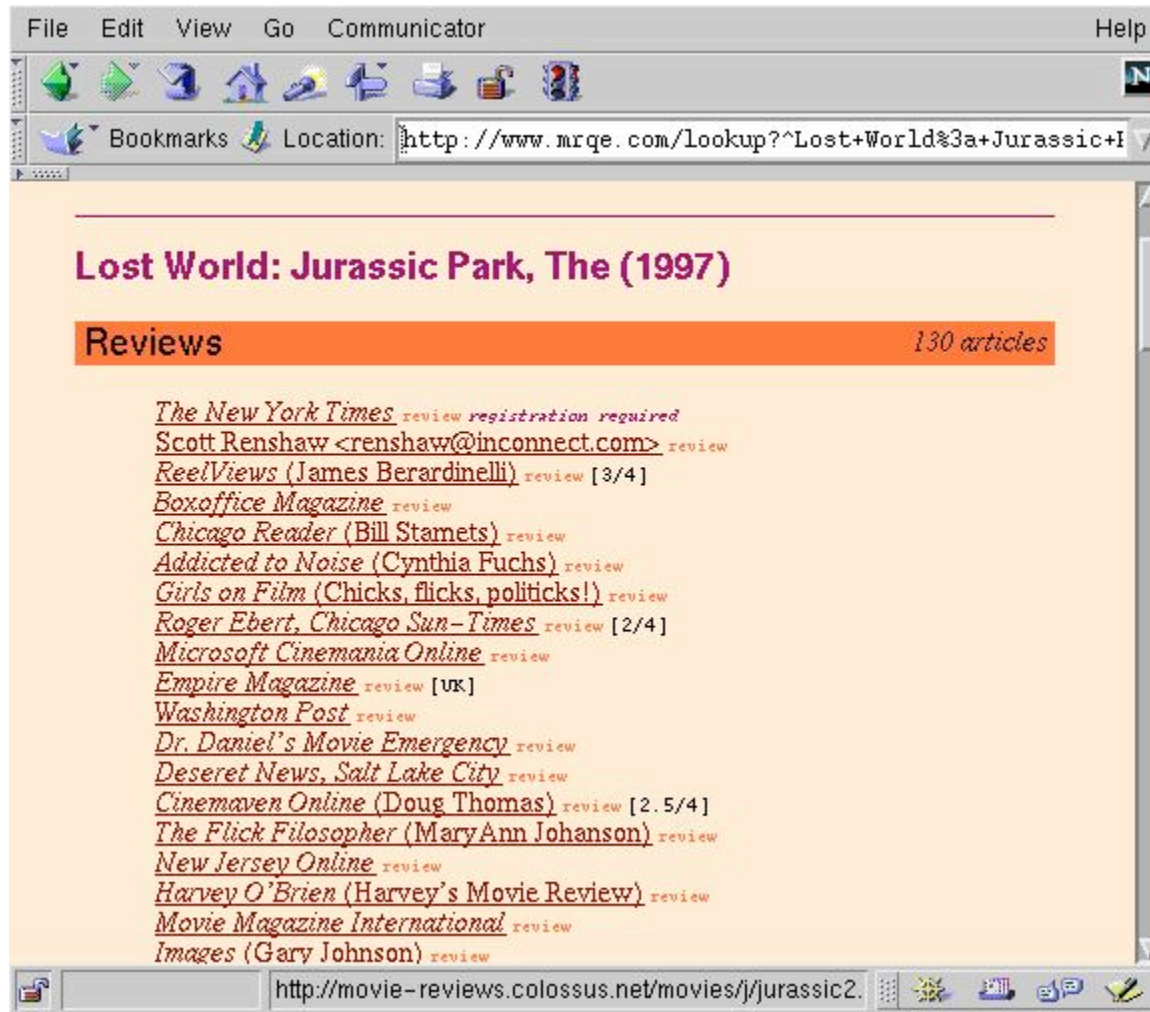 File Edit View Go Communicator Help
N
Bookmarks Location: http://www.mrqe.com/lookup?^Lost+World%3a+Jurassic+
Lost World: Jurassic Park, The (1997)
Reviews 130 articles
The New York Times review registration required
Scott Renshaw <renshaw@inconnect.com> review
ReelViews (James Berardinelli) review [3/4]
Boxoffice Magazine review
Chicago Reader (Bill Stamets) review
Addicted to Noise (Cynthia Fuchs) review
Girls on Film (Chicks, flicks, politicks!) review
Roger Ebert, Chicago Sun-Times review [2/4]
Microsoft Cinemania Online review
Empire Magazine review [UK]
Washington Post review
Dr. Daniel's Movie Emergency review
Deseret News, Salt Lake City review
Cinemaven Online (Doug Thomas) review [2.5/4]
The Flick Filosopher (MaryAnn Johanson) review
New Jersey Online review
Harvey O'Brien (Harvey's Movie Review) review
Movie Magazine International review
Images (Gary Johnson) review
http://movie-reviews.colossus.net/movies/j/jurassic2.